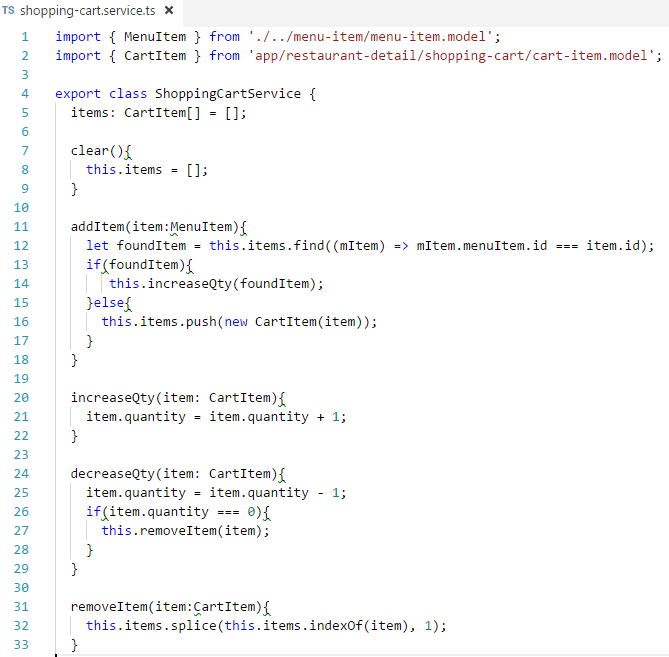 TS shopping-cart.service.ts ×
1 import { MenuItem } from './../menu-item/menu-item.model';
2 import { CartItem } from 'app/restaurant-detail/shopping-cart/cart-item.model';
3
4 export class ShoppingCartService {
5   items: CartItem[] = [];
6
7   clear(){
8     this.items = [];
9   }
10
11   addItem(item:MenuItem){
12     let foundItem = this.items.find((mItem) => mItem.menuItem.id === item.id);
13     if(foundItem){
14        this.increaseQty(foundItem);
15     }else{
16       this.items.push(new CartItem(item));
17     }
18   }
19
20   increaseQty(item: CartItem){
21     item.quantity = item.quantity + 1;
22   }
23
24   decreaseQty(item: CartItem){
25     item.quantity = item.quantity - 1;
26     if(item.quantity === 0){
27       this.removeItem(item);
28     }
29   }
30
31   removeItem(item:CartItem){
32     this.items.splice(this.items.indexOf(item), 1);
33   }